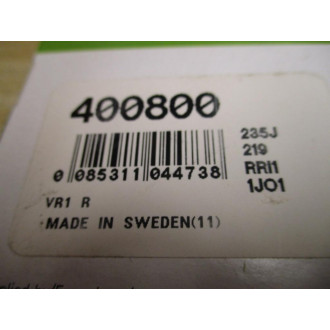 400800
235J
219
RRI1
1JO1
0 085311 044738
VR1 R
MADE IN SWEDEN(11)